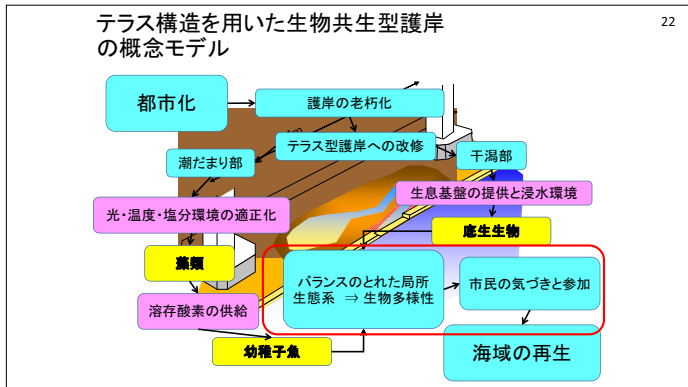 テラス構造を用いた生物共生型護岸
の概念モデル
22
都市化
護岸の老朽化
テラス型護岸への改修
潮だまり部
干潟部
光・温度・塩分環境の適正化
生息基盤の提供と浸水環境
底生生物
藻類
バランスのとれた局所
生態系 ⇒ 生物多様性
市民の気づきと参加
溶存酸素の供給
幼稚子魚
海域の再生